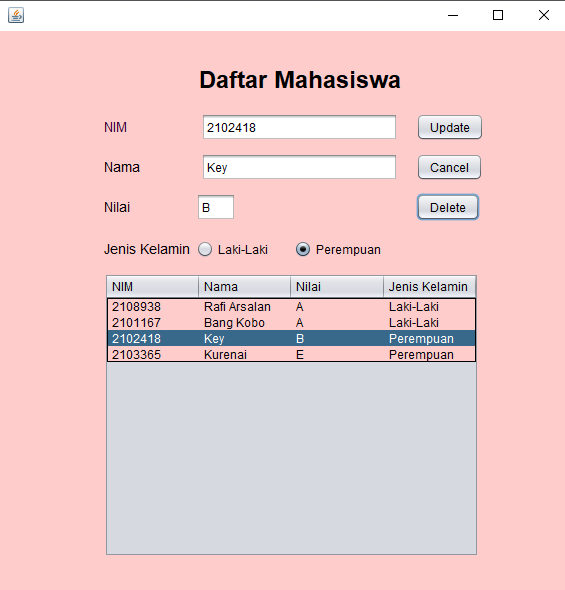 Daftar Mahasiswa
NIM 2102418 Update
Nama Key Cancel
Nilai B Delete
Jenis Kelamin Laki-Laki Perempuan
NIM Nama Nilai Jenis Kelamin
2108938 Rafi Arsalan A Laki-Laki
2101167 Bang Kobo A Laki-Laki
2102418 Key B Perempuan
2103365 Kurenai E Perempuan